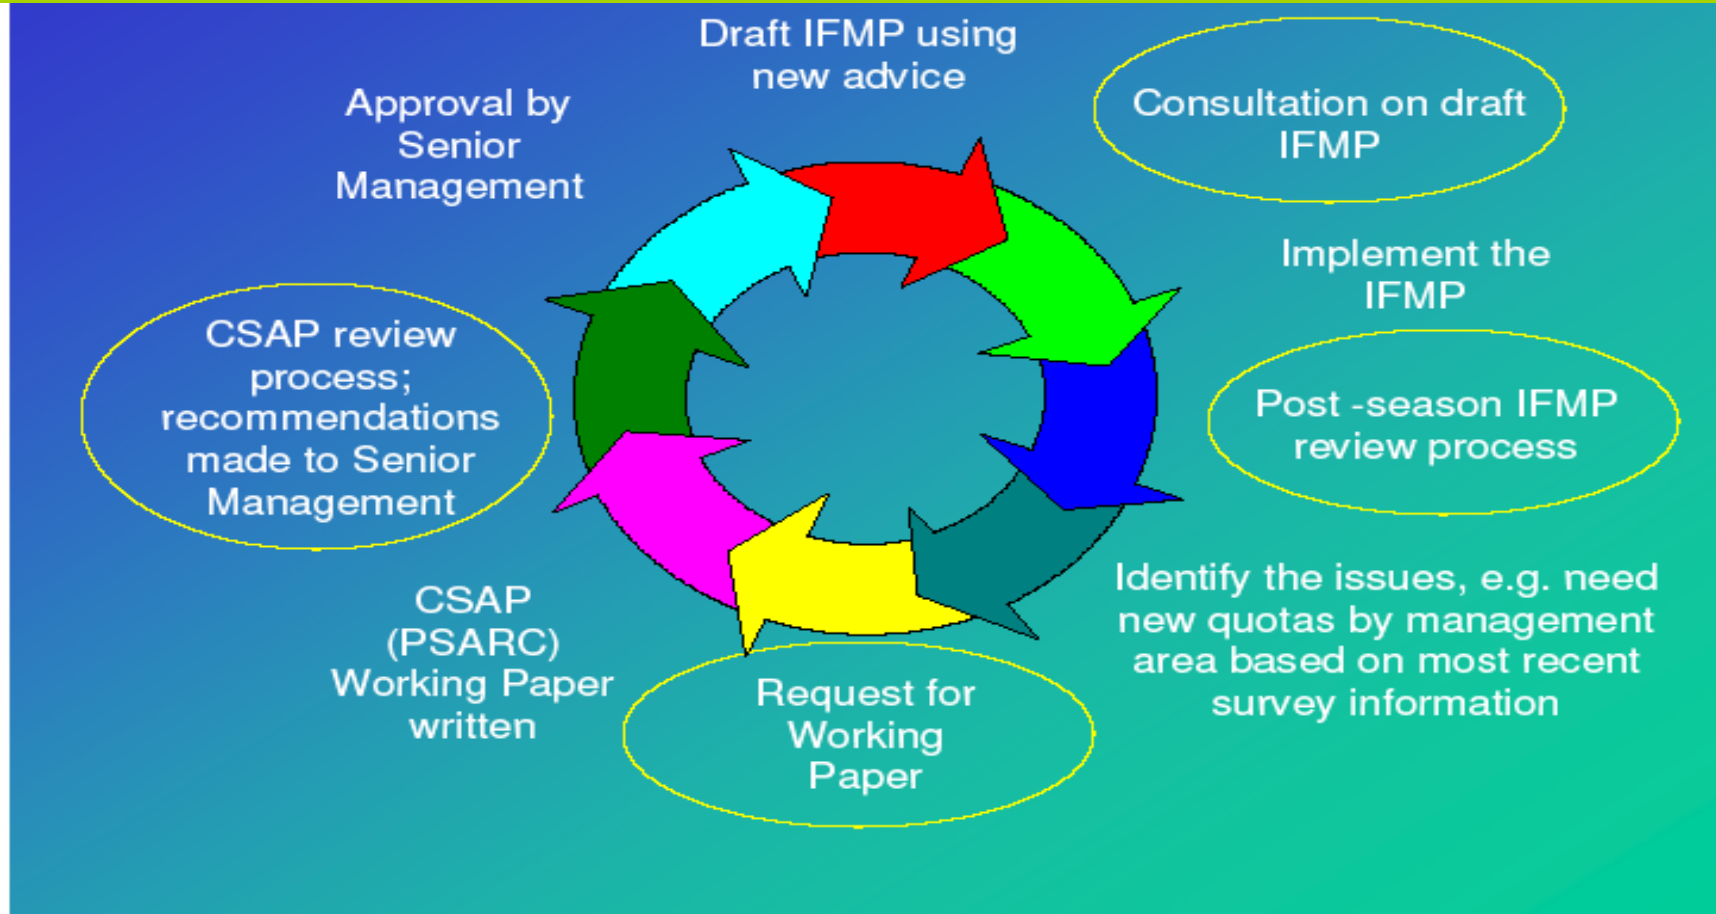 Draft IFMP using
new advice
Consultation on draft
IFMP
Implement the
IFMP
Post -season IFMP
review process
Identify the issues, e.g. need
new quotas by management
area based on most recent
survey information
Request for
Working
Paper
CSAP
(PSARC)
Working Paper
written
CSAP review
process;
recommendations
made to Senior
Management
Approval by
Senior
Management